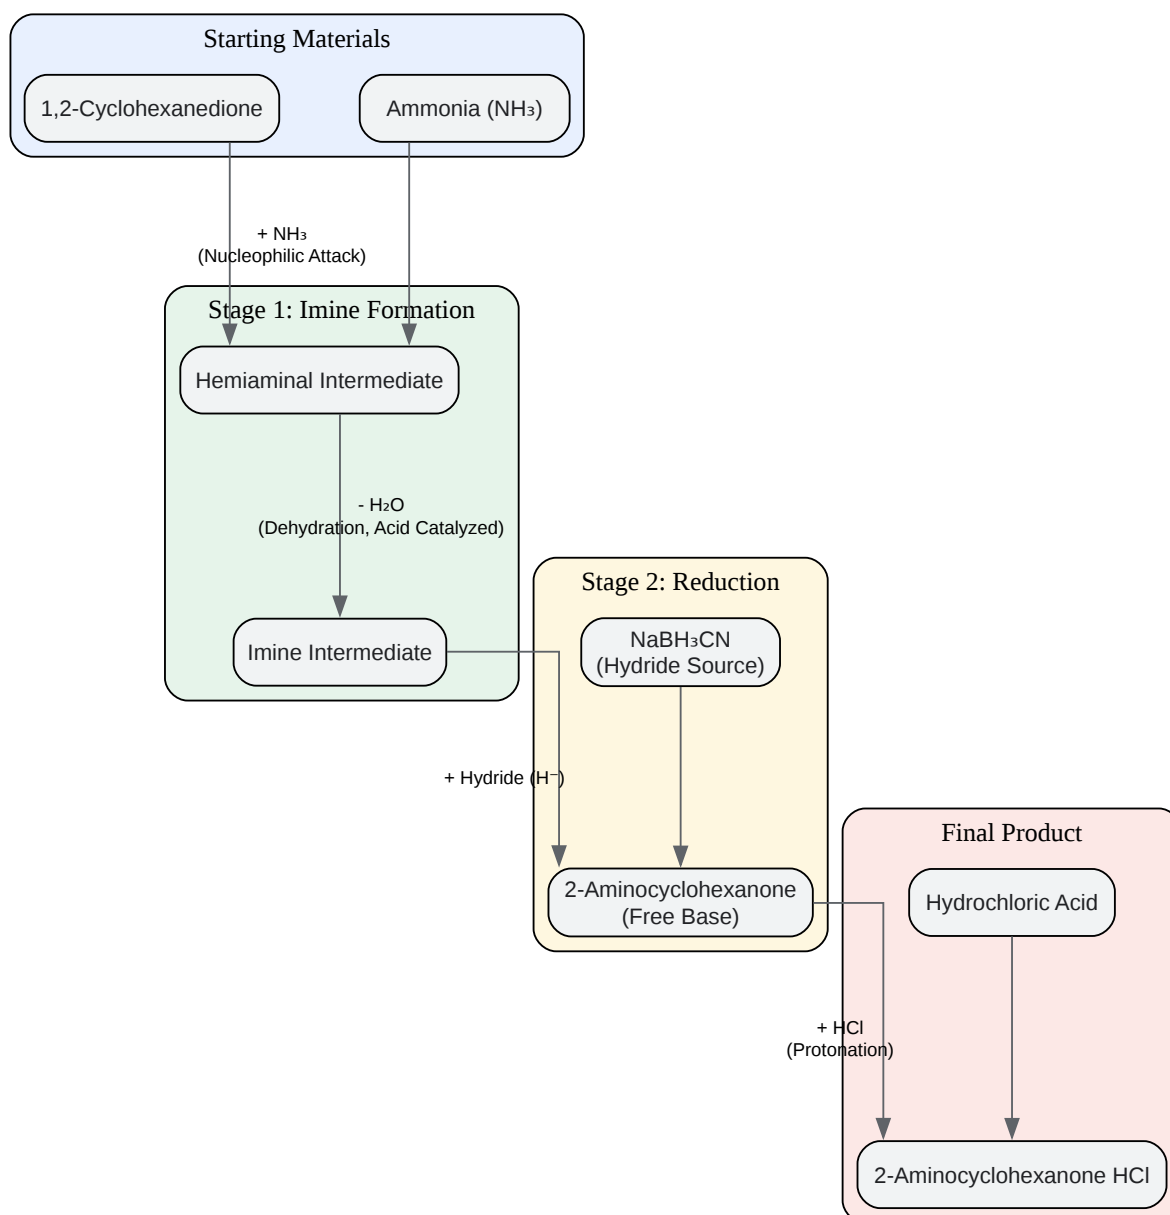 Starting Materials
1,2-Cyclohexanedione
Ammonia (NH₃)
+ NH₃
(Nucleophilic Attack)
Stage 1: Imine Formation
Hemiaminal Intermediate
- H₂O
(Dehydration, Acid Catalyzed)
Imine Intermediate
Stage 2: Reduction
NaBH₃CN
(Hydride Source)
+ Hydride (H⁻)
2-Aminocyclohexanone
(Free Base)
Final Product
Hydrochloric Acid
+ HCl
(Protonation)
2-Aminocyclohexanone HCl